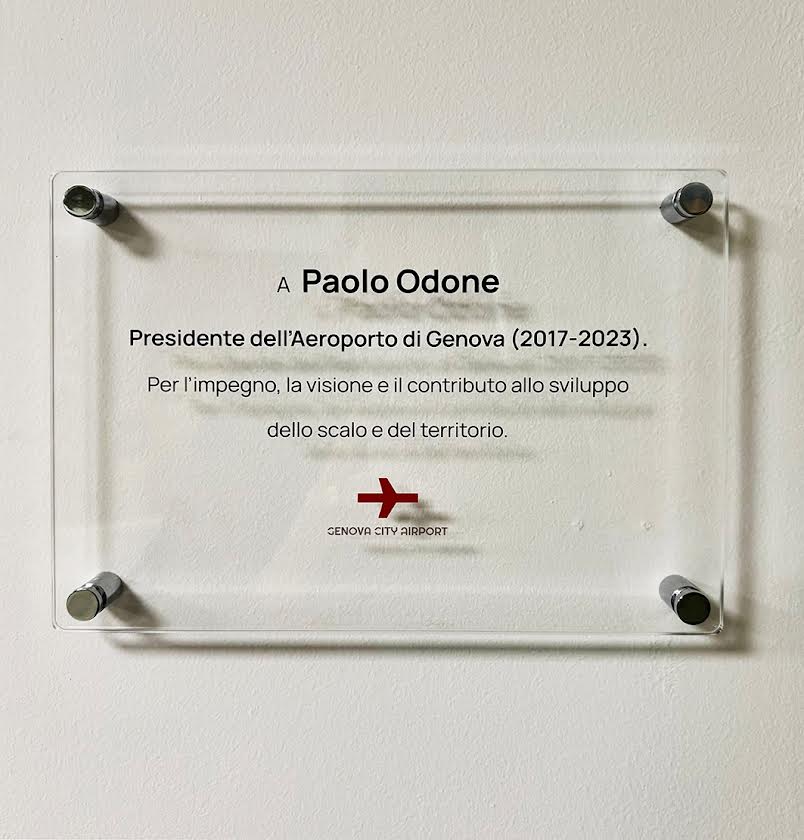 A Paolo Odone
Presidente dell'Aeroporto di Genova (2017-2023).
Per l'impegno, la visione e il contributo allo sviluppo
dello scalo e del territorio.
GENOVA CITY AIRPORT